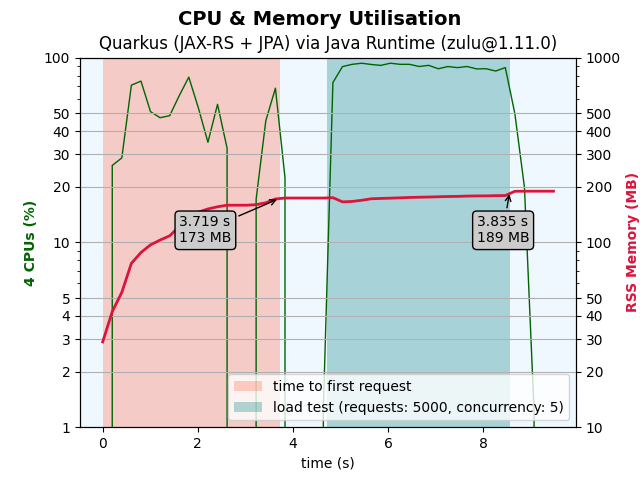 CPU & Memory Utilisation
Quarkus (JAX-RS + JPA) via Java Runtime (zulu@1.11.0)
100
50
40
30
20
10
5
4
3
2
1
4 CPUs (%)
1000
500
400
300
200
100
50
40
30
20
10
RSS Memory (MB)
3.719 s
173 MB
3.835 s
189 MB
time to first request
load test (requests: 5000, concurrency: 5)
0 2 4 6 8
time (s)